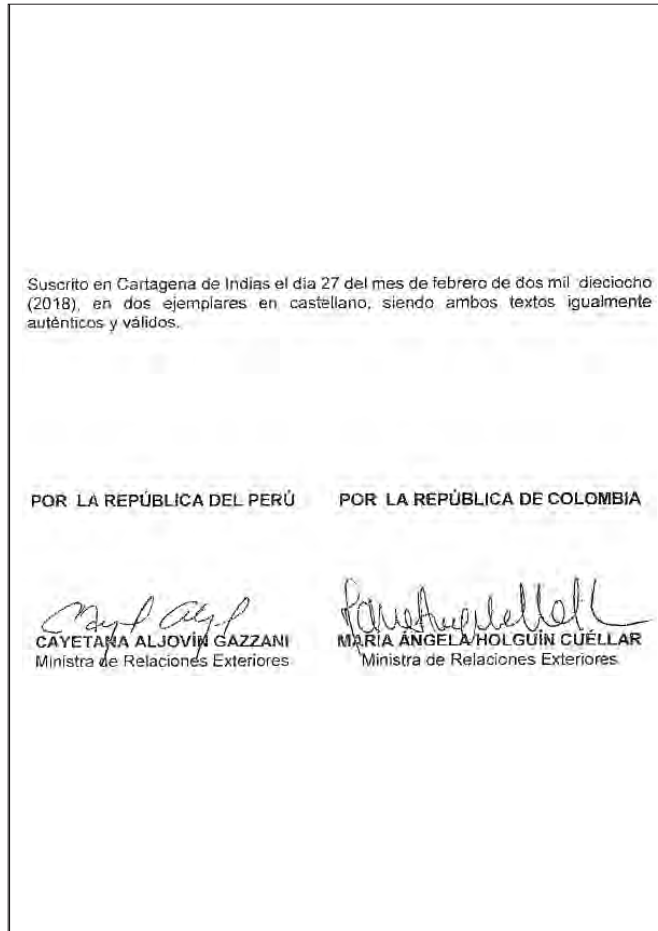 Suscrito en Cartagena de Indias el día 27 del mes de febrero de dos mil dieciocho
(2018), en dos ejemplares en castellano, siendo ambos textos igualmente
auténticos y válidos.
POR LA REPÚBLICA DEL PERÚ
POR LA REPÚBLICA DE COLOMBIA
CAYETANA ALJOVÍN GAZZANI
Ministra de Relaciones Exteriores
MARÍA ÁNGELA HOLGUÍN CUÉLLAR
Ministra de Relaciones Exteriores